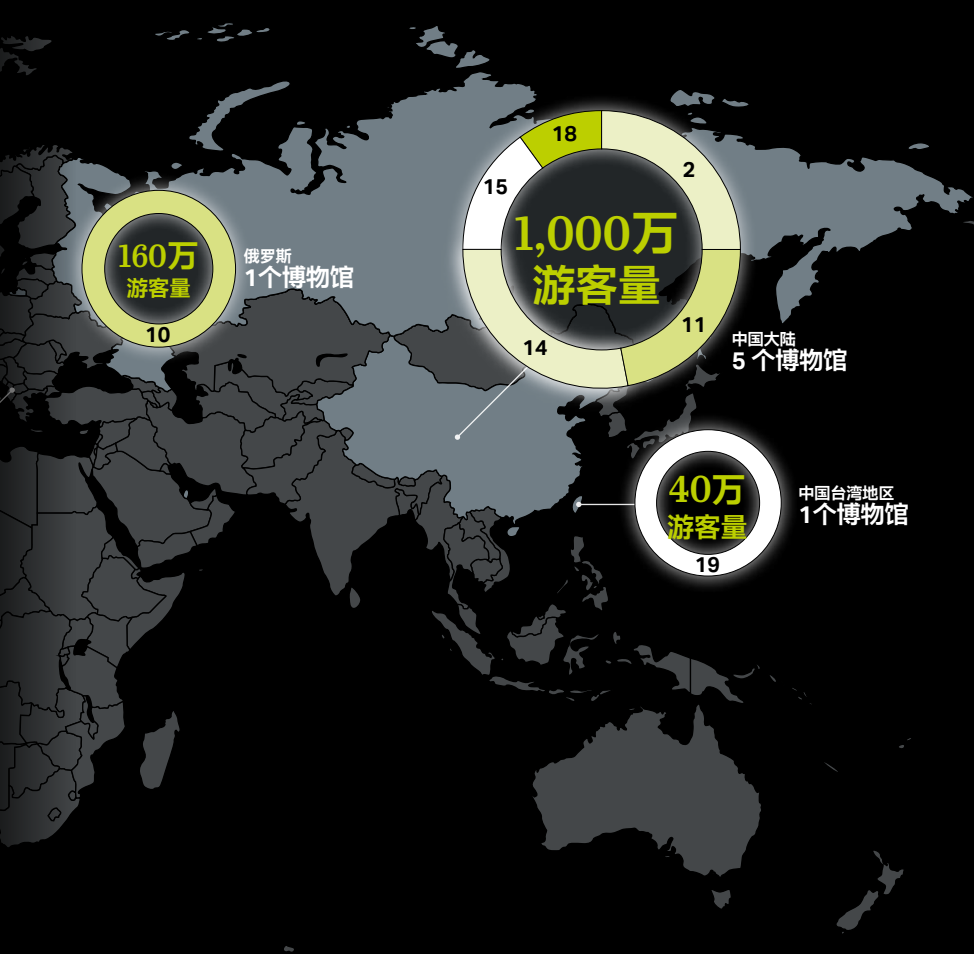 18
2
15
1,000万
游客量
11
14
中国大陆
5 个博物馆
160万
游客量
10
俄罗斯
1个博物馆
40万
游客量
19
中国台湾地区
1个博物馆